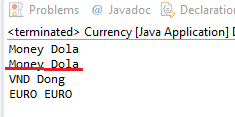 Problems @ Javadoc Declaration
<terminated> Currency [Java Application] D
Money Dola
Money Dola
VND Dong
EURO EURO